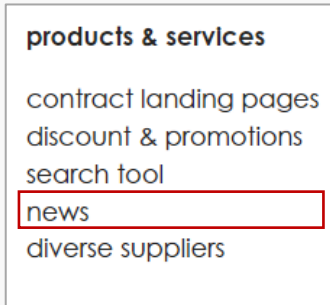 products & services
contract landing pages
discount & promotions
search tool
news
diverse suppliers